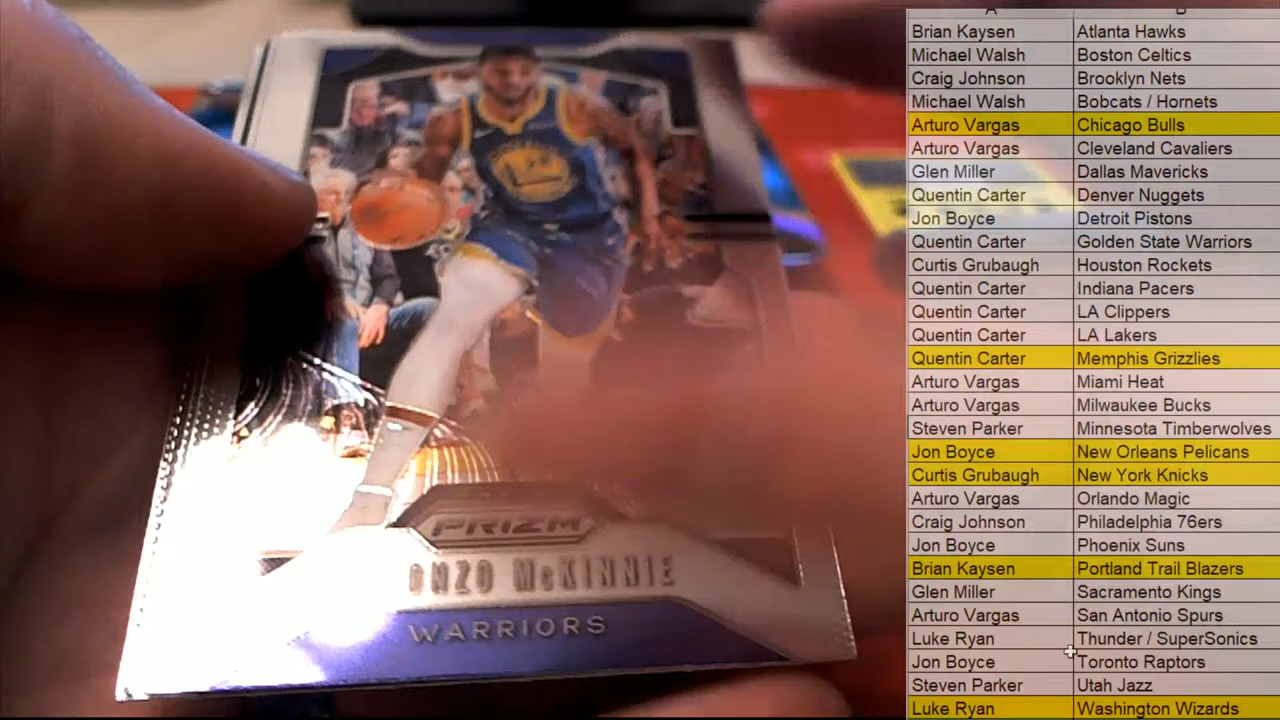 A B
Brian Kaysen Atlanta Hawks
Michael Walsh Boston Celtics
Craig Johnson Brooklyn Nets
Michael Walsh Bobcats / Hornets
Arturo Vargas Chicago Bulls
Arturo Vargas Cleveland Cavaliers
Glen Miller Dallas Mavericks
Quentin Carter Denver Nuggets
Jon Boyce Detroit Pistons
Quentin Carter Golden State Warriors
Curtis Grubaugh Houston Rockets
Quentin Carter Indiana Pacers
Quentin Carter LA Clippers
Quentin Carter LA Lakers
Quentin Carter Memphis Grizzlies
Arturo Vargas Miami Heat
Arturo Vargas Milwaukee Bucks
Steven Parker Minnesota Timberwolves
Jon Boyce New Orleans Pelicans
Curtis Grubaugh New York Knicks
Arturo Vargas Orlando Magic
Craig Johnson Philadelphia 76ers
Jon Boyce Phoenix Suns
Brian Kaysen Portland Trail Blazers
Glen Miller Sacramento Kings
Arturo Vargas San Antonio Spurs
Luke Ryan Thunder / SuperSonics
Jon Boyce Toronto Raptors
Steven Parker Utah Jazz
Luke Ryan Washington Wizards
PRIZM
ONZO McKINNIE
WARRIORS